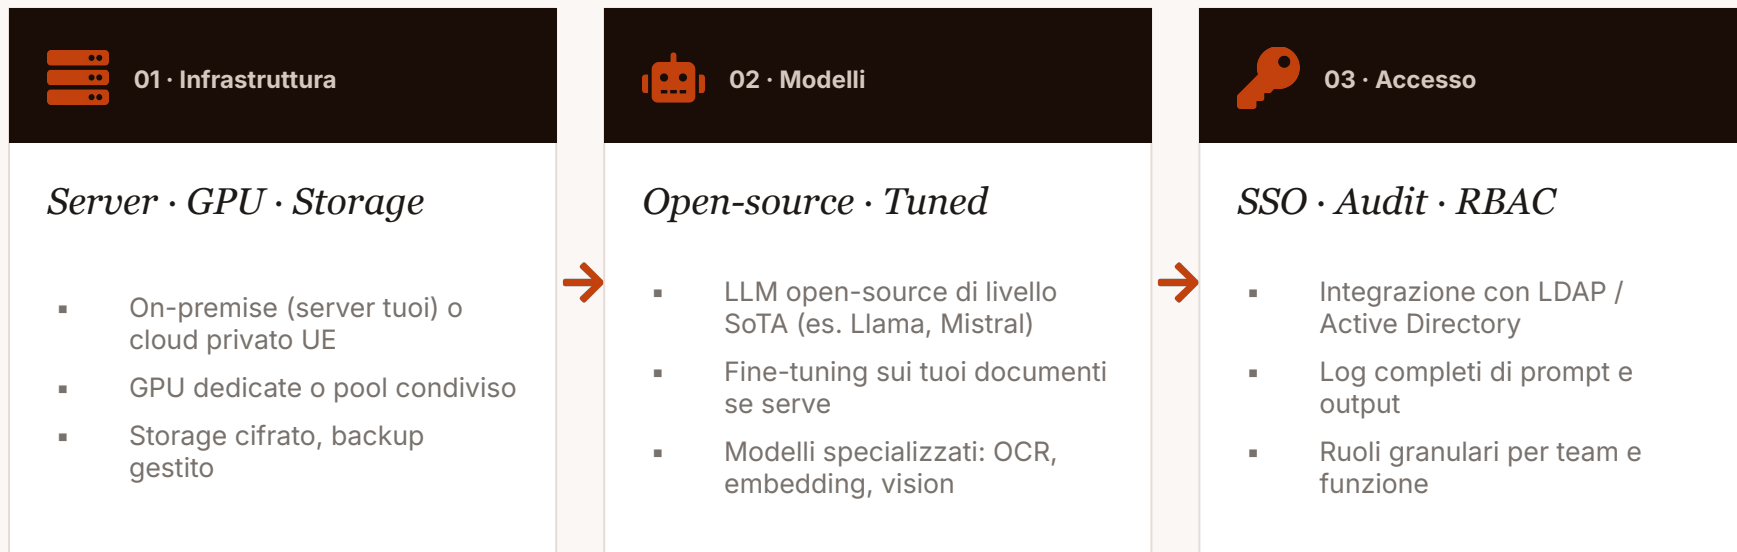 01 · Infrastruttura
Server · GPU · Storage
▪ On-premise (server tuoi) o
cloud privato UE
▪ GPU dedicate o pool condiviso
▪ Storage cifrato, backup
gestito
02 · Modelli
Open-source · Tuned
▪ LLM open-source di livello
SoTA (es. Llama, Mistral)
▪ Fine-tuning sui tuoi documenti
se serve
▪ Modelli specializzati: OCR,
embedding, vision
03 · Accesso
SSO · Audit · RBAC
▪ Integrazione con LDAP /
Active Directory
▪ Log completi di prompt e
output
▪ Ruoli granulari per team e
funzione